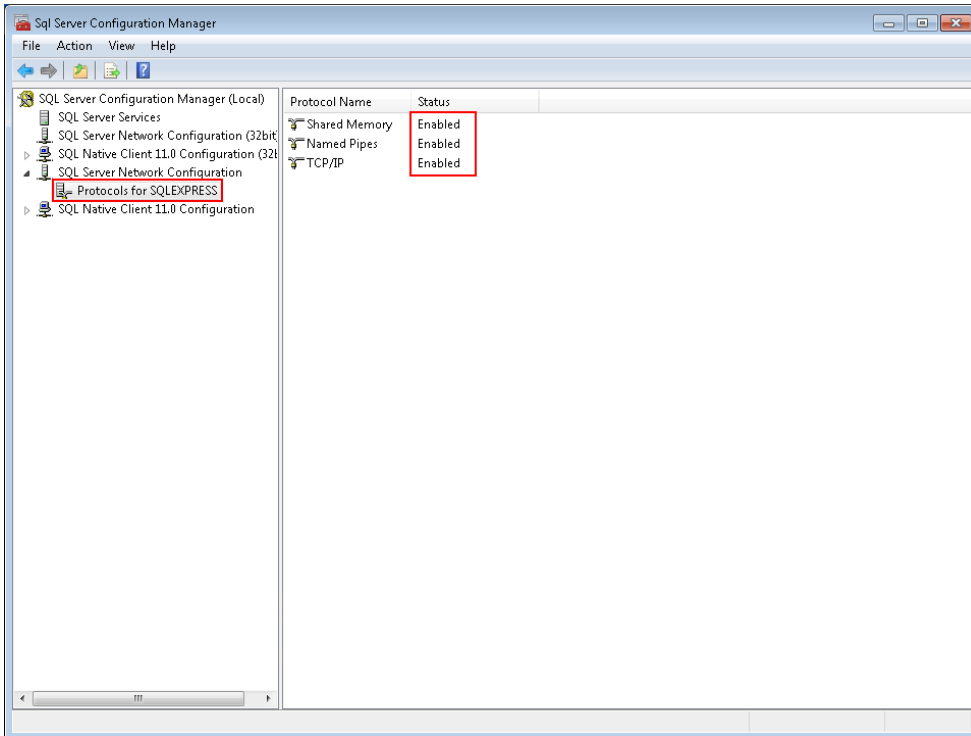 Sql Server Configuration Manager
File Action View Help
SQL Server Configuration Manager (Local)
SQL Server Services
SQL Server Network Configuration (32bit
SQL Native Client 11.0 Configuration (32b
SQL Server Network Configuration
Protocols for SQLEXPRESS
SQL Native Client 11.0 Configuration
Protocol Name Status
Shared Memory Enabled
Named Pipes Enabled
TCP/IP Enabled